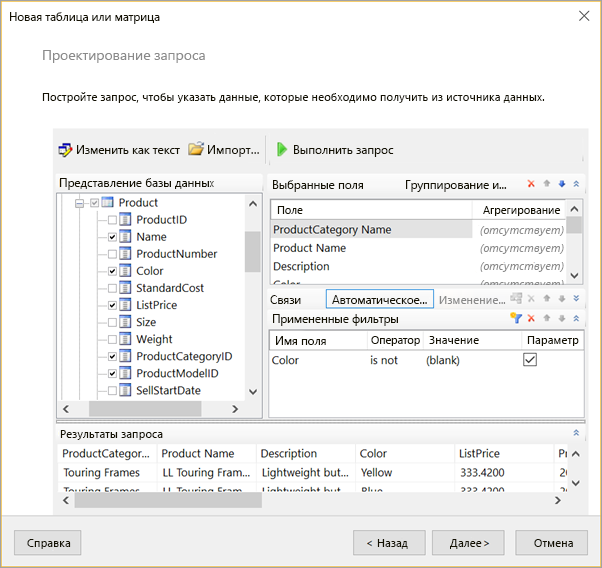 Новая таблица или матрица
Проектирование запроса
Постройте запрос, чтобы указать данные, которые необходимо получить из источника данных.
Изменить как текст Импорт... Выполнить запрос
Представление базы данных
Product
ProductID
Name
ProductNumber
Color
StandardCost
ListPrice
Size
Weight
ProductCategoryID
ProductModelID
SellStartDate
Выбранные поля Группирование и...
Поле Агрегирование
ProductCategory Name (отсутствует)
Product Name (отсутствует)
Description (отсутствует)
Color (отсутствует)
Связи Автоматическое... Изменение...
Примененные фильтры
Имя поля Оператор Значение Параметр
Color is not (blank)
Результаты запроса
ProductCategor... Product Name Description Color ListPrice
Touring Frames LL Touring Fram... Lightweight but... Yellow 333.4200
Touring Frames LL Touring Fram... Lightweight but... Blue 333.4200
Справка < Назад Далее> Отмена